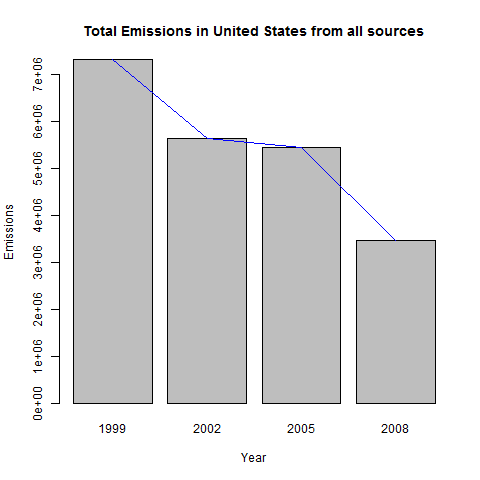 Total Emissions in United States from all sources
Emissions
7e+06
6e+06
5e+06
4e+06
3e+06
2e+06
1e+06
0e+00
1999 2002 2005 2008
Year